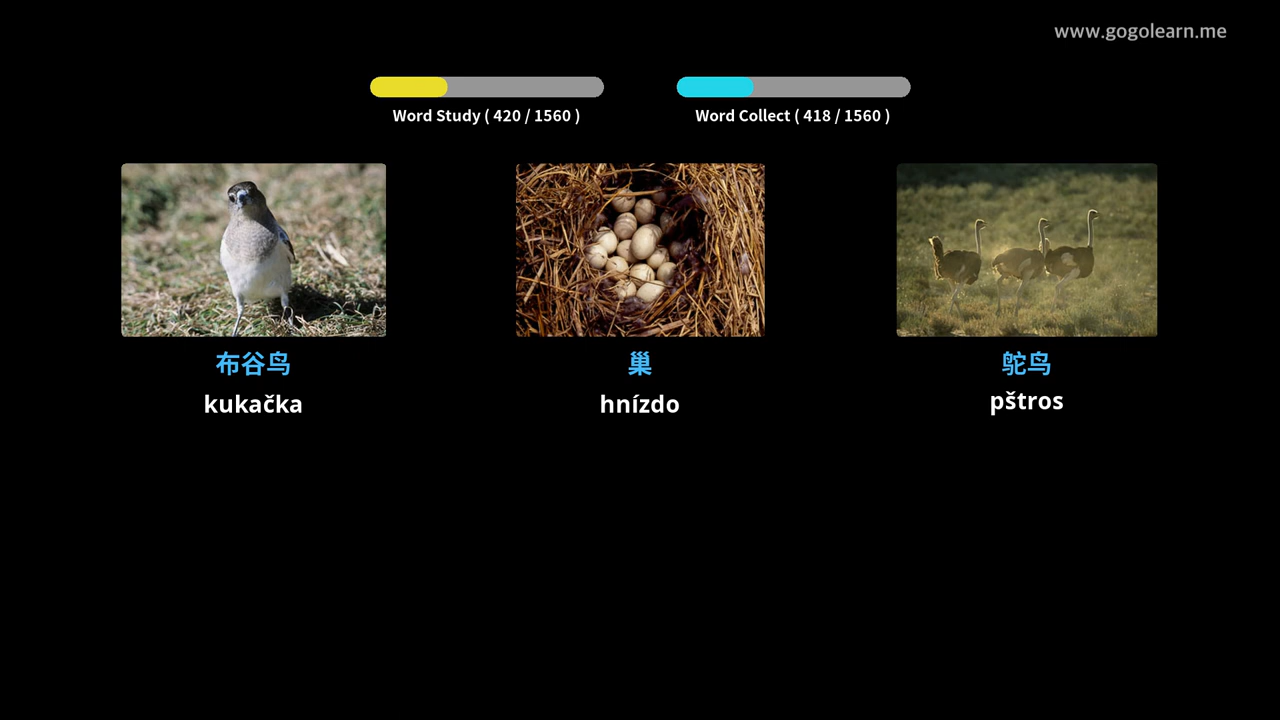 www.gogolearn.me
Word Study ( 420 / 1560 )
Word Collect ( 418 / 1560 )
布谷鸟
巢
鸵鸟
kukačka
hnízdo
pštros